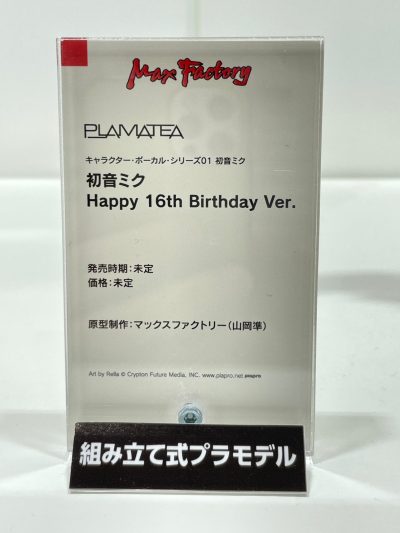 Max Factory
PLAMATEA
キャラクター・ボーカル・シリーズ01 初音ミク
初音ミク
Happy 16th Birthday Ver.
発売時期：未定
価格：未定
原型制作：マックスファクトリー（山岡準）
Art by Rella © Crypton Future Media, INC. www.piapro.net piapro
組み立て式プラモデル